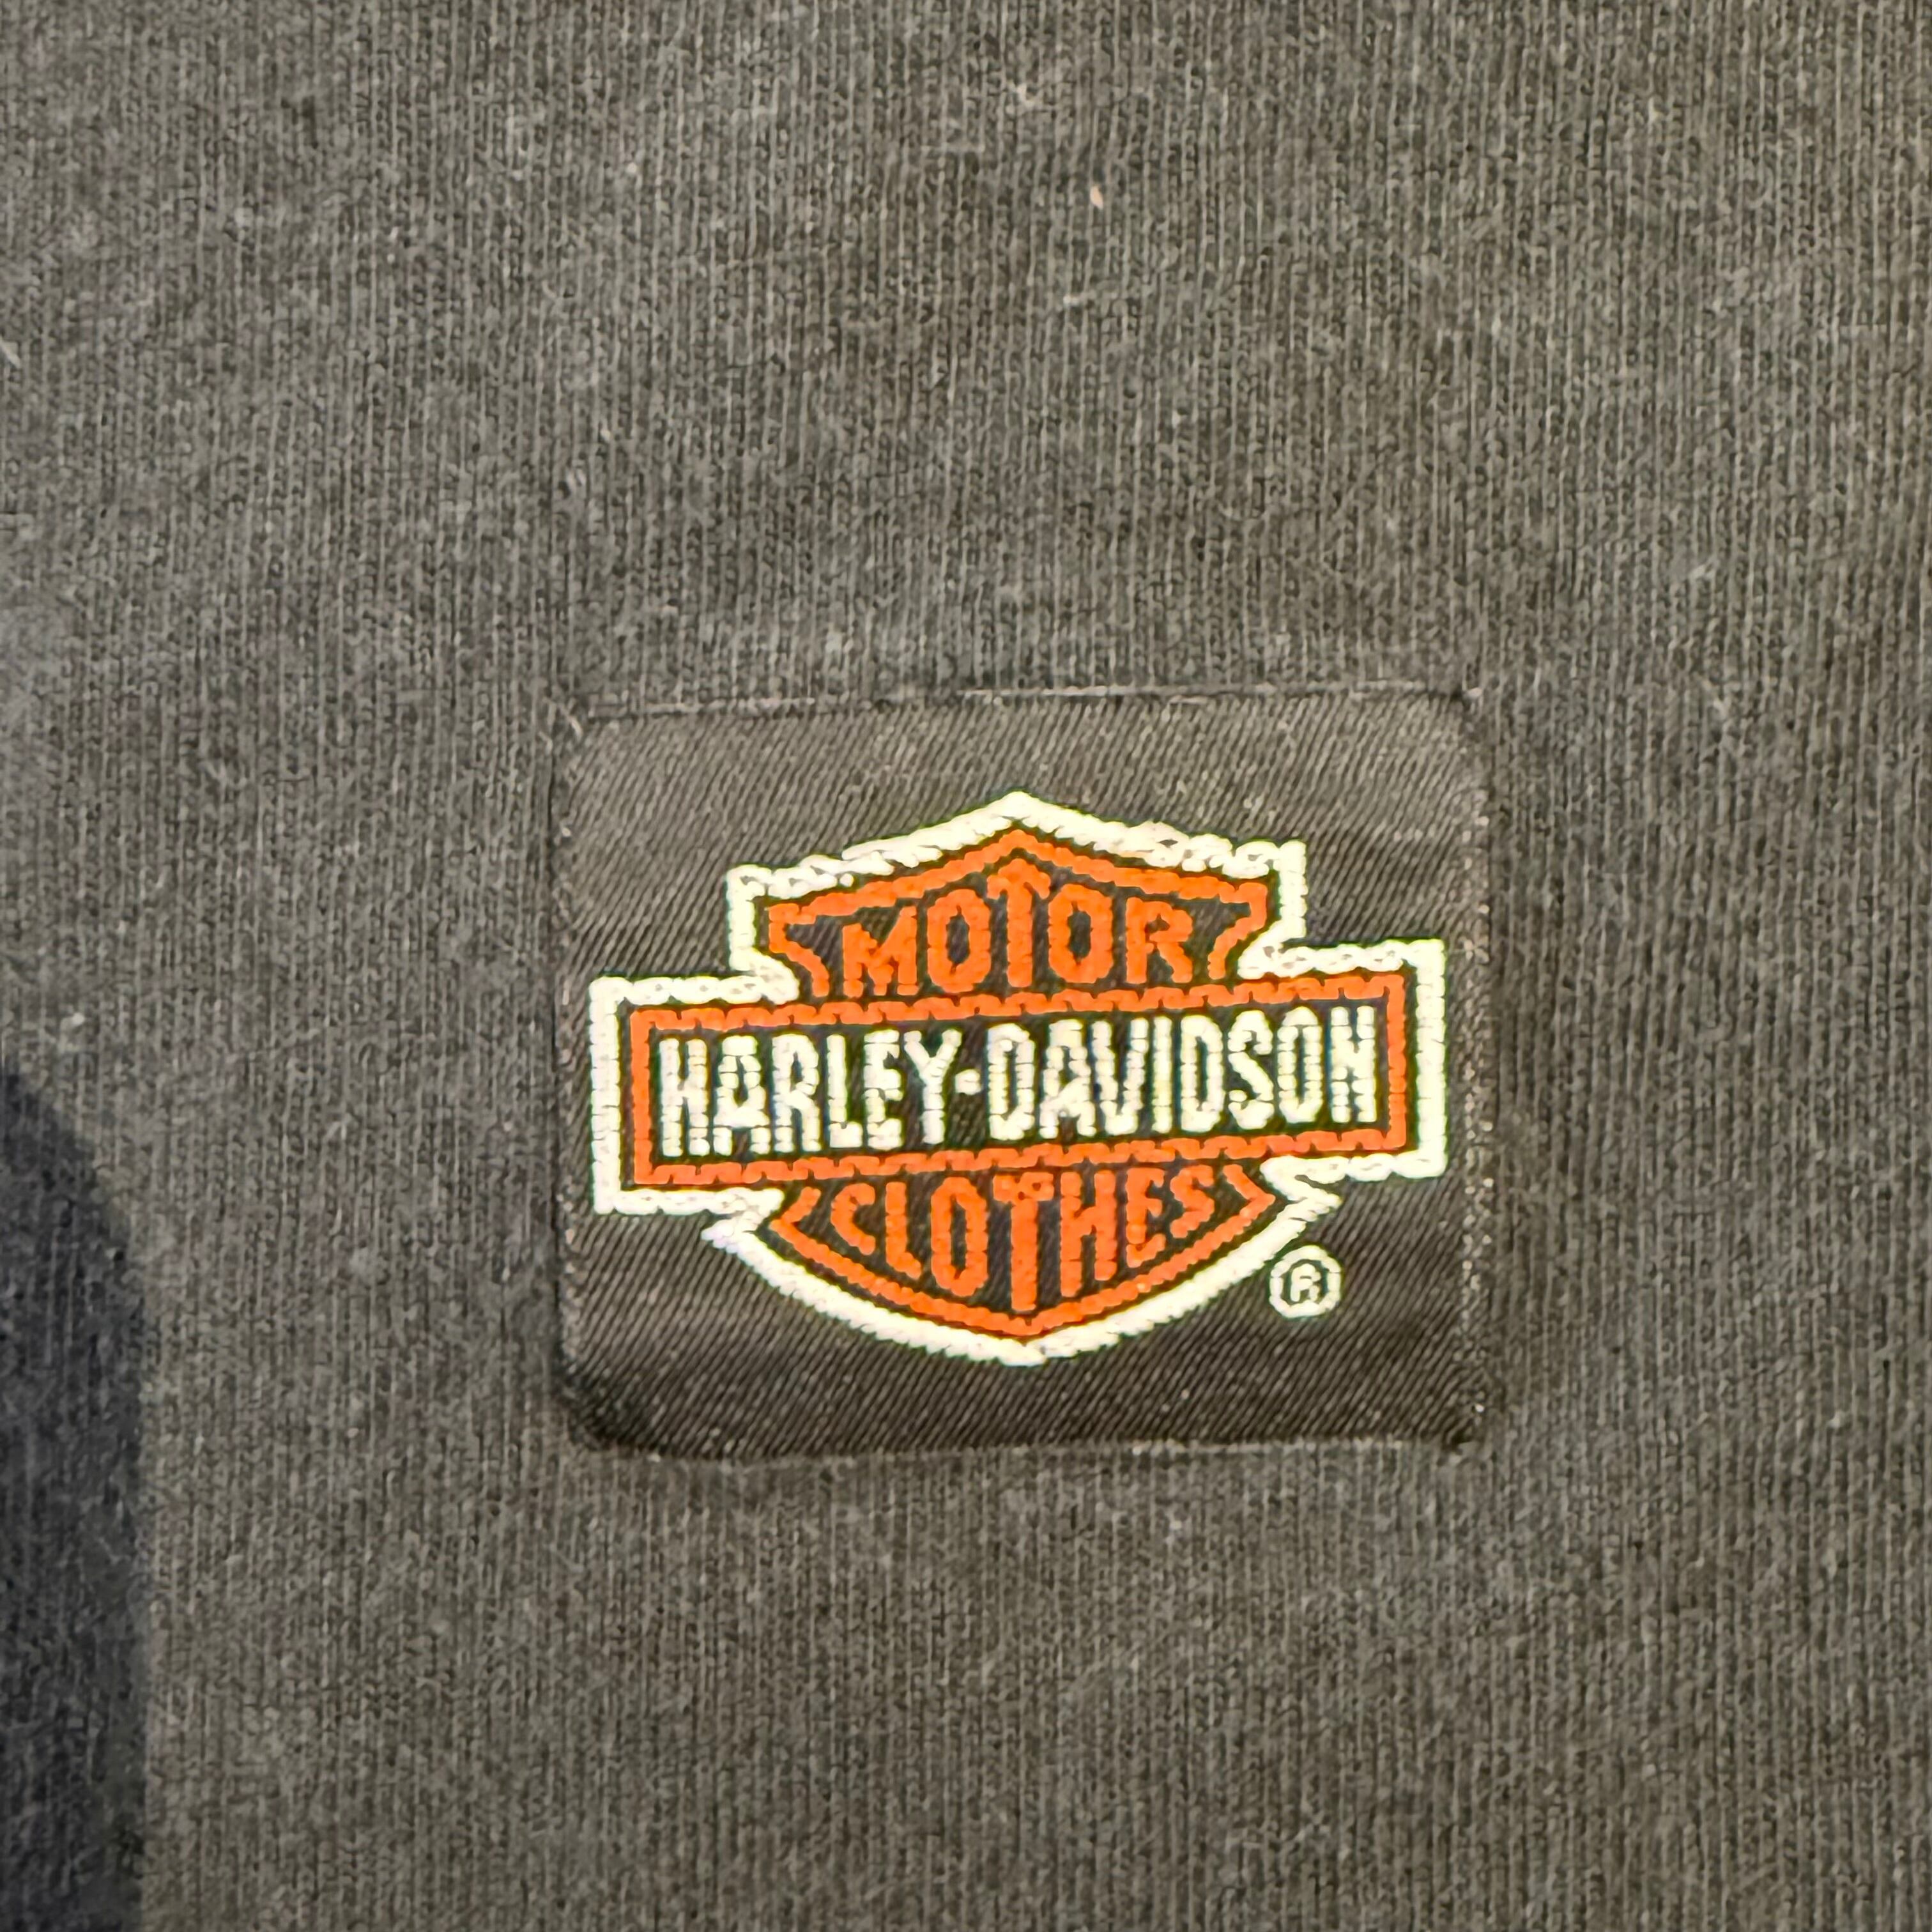 MOTOR
HARLEY-DAVIDSON
CLOTHES
®